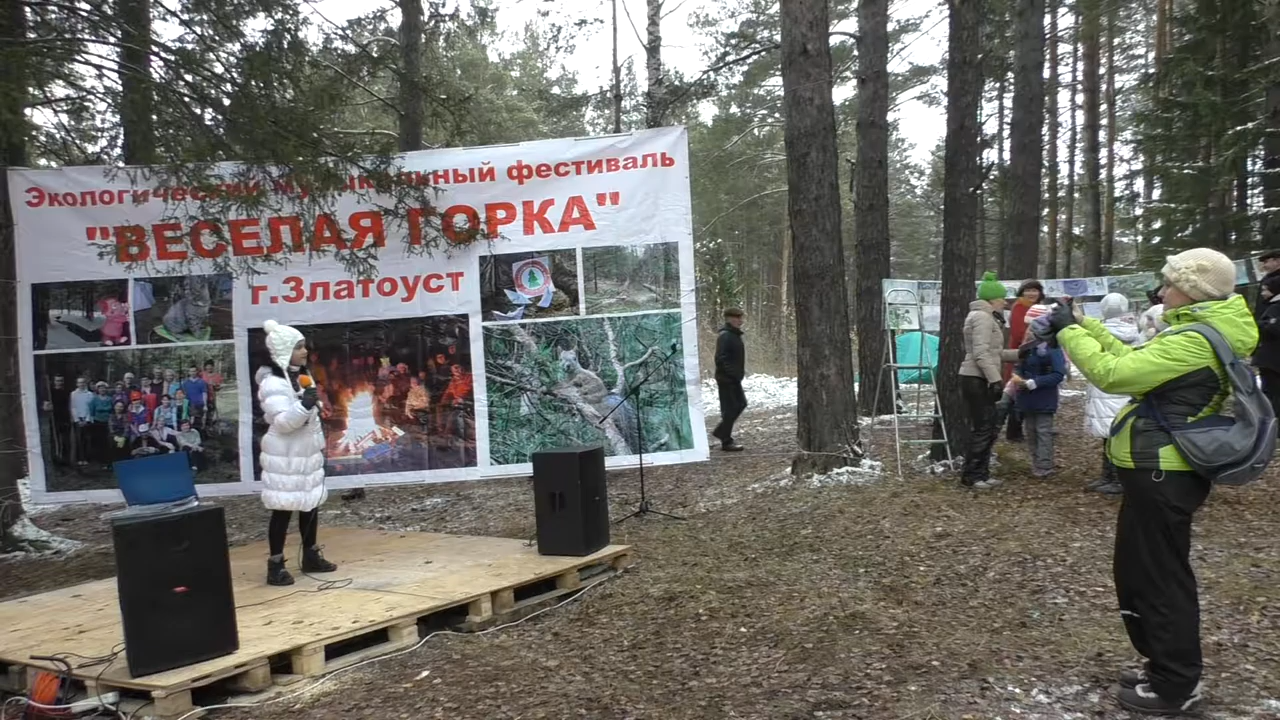 Экологический музыкальный фестиваль
"ВЕСЕЛАЯ ГОРКА"
г.Златоуст